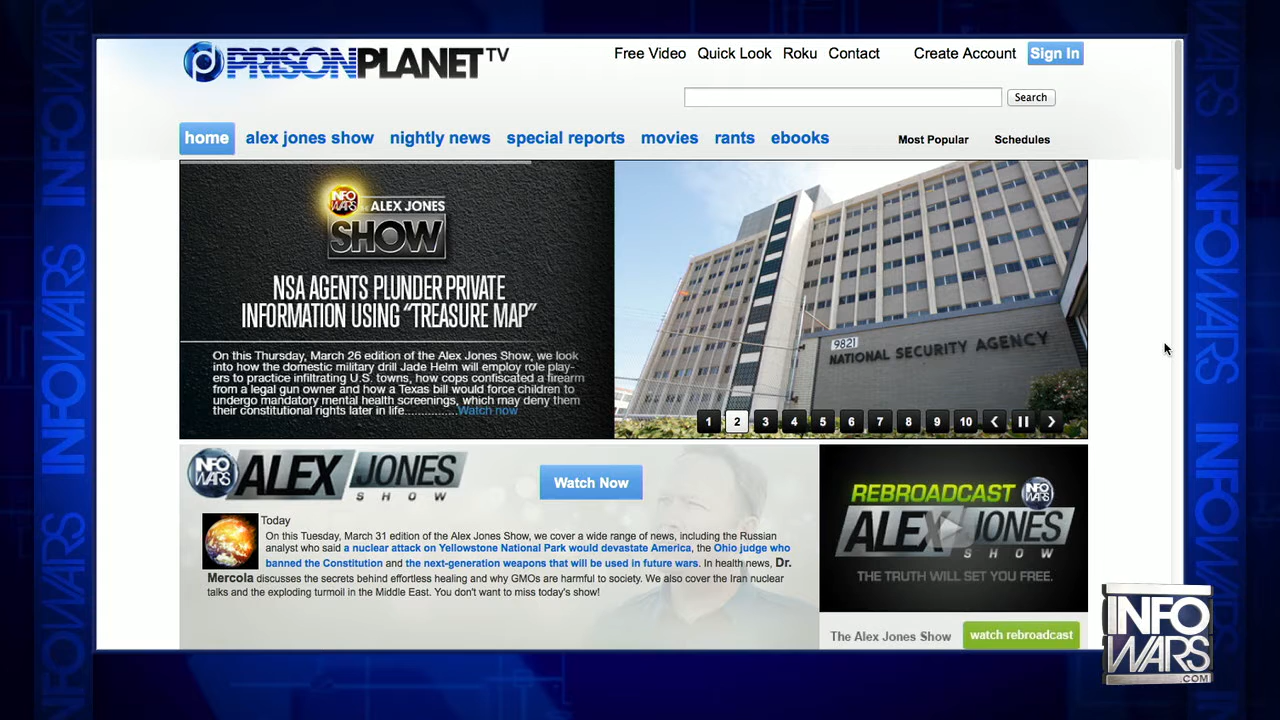 PRISONPLANET TV
Free Video Quick Look Roku Contact Create Account Sign In
Search
home alex jones show nightly news special reports movies rants ebooks Most Popular Schedules
INFO WARS
ALEX JONES
SHOW
NSA AGENTS PLUNDER PRIVATE
INFORMATION USING “TREASURE MAP”
On this Thursday, March 26 edition of the Alex Jones Show, we look
into how the domestic military drill Jade Helm will employ role play-
ers to practice infiltrating U.S. towns, how cops confiscated a firearm
from a legal gun owner and how a Texas bill would force children to
undergo mandatory mental health screenings, which may deny them
their constitutional rights later in life...............Watch now
9821
NATIONAL SECURITY AGENCY
1 2 3 4 5 6 7 8 9 10
INFO WARS
ALEX JONES
SHOW
Watch Now
Today
On this Tuesday, March 31 edition of the Alex Jones Show, we cover a wide range of news, including the Russian
analyst who said a nuclear attack on Yellowstone National Park would devastate America, the Ohio judge who
banned the Constitution and the next-generation weapons that will be used in future wars. In health news, Dr.
Mercola discusses the secrets behind effortless healing and why GMOs are harmful to society. We also cover the Iran nuclear
talks and the exploding turmoil in the Middle East. You don't want to miss today's show!
REBROADCAST
INFO WARS
ALEX JONES
SHOW
THE TRUTH WILL SET YOU FREE.
The Alex Jones Show watch rebroadcast
INFO
WARS
.COM
INFOWARS
INFOWARS
INFOWARS
INFOWARS
INFOWARS
INFOWARS